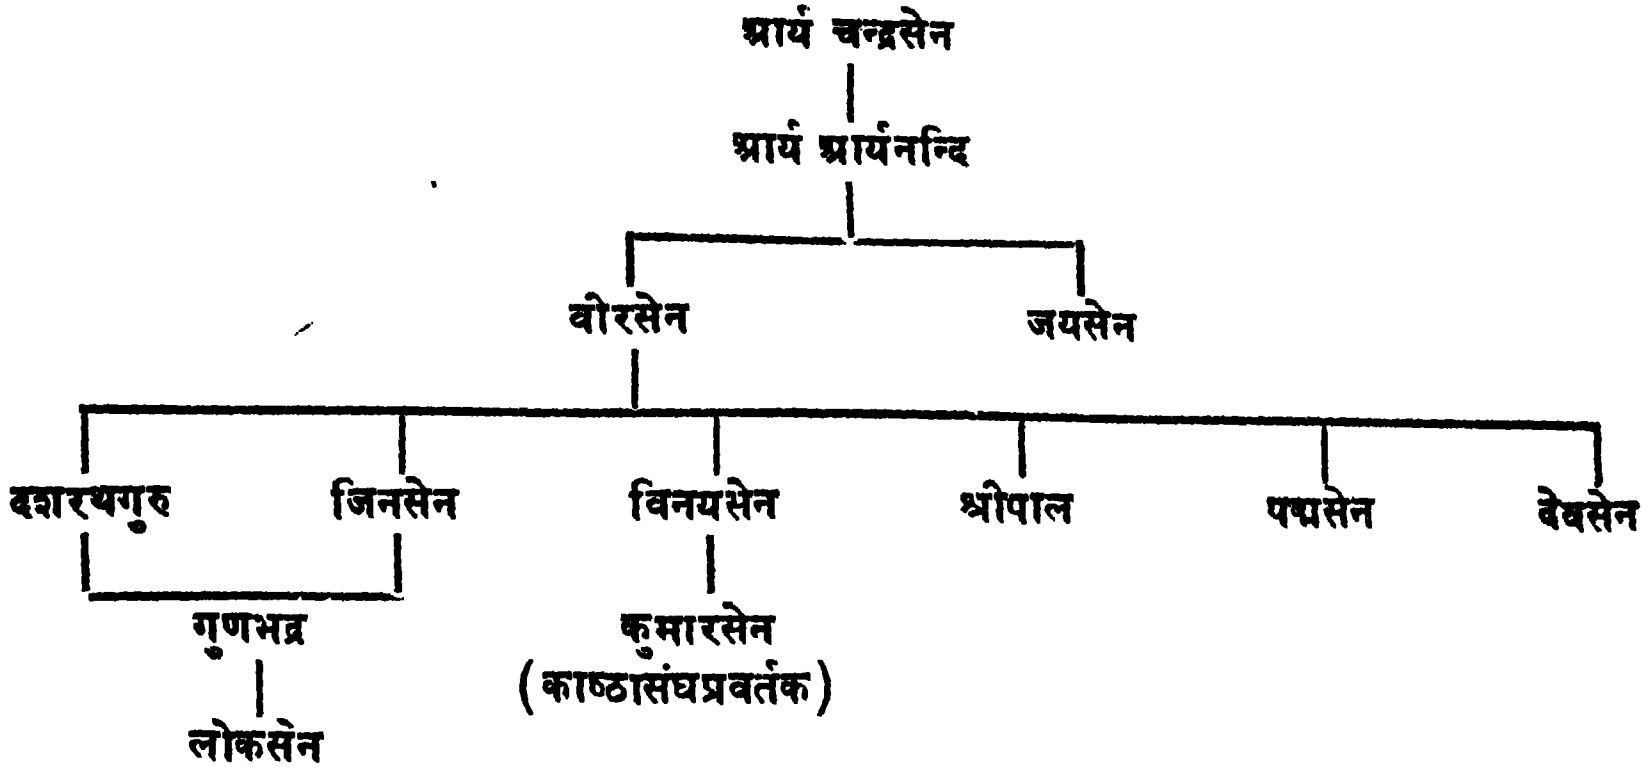 आर्य चन्द्रसेन
आर्य आर्यनन्दि
वीरसेन जयसेन
दशरथगुरु जिनसेन विनयसेन श्रीपाल पद्मसेन देवसेन
गुणभद्र कुमारसेन
(काष्ठासंघप्रवर्तक)
लोकसेन